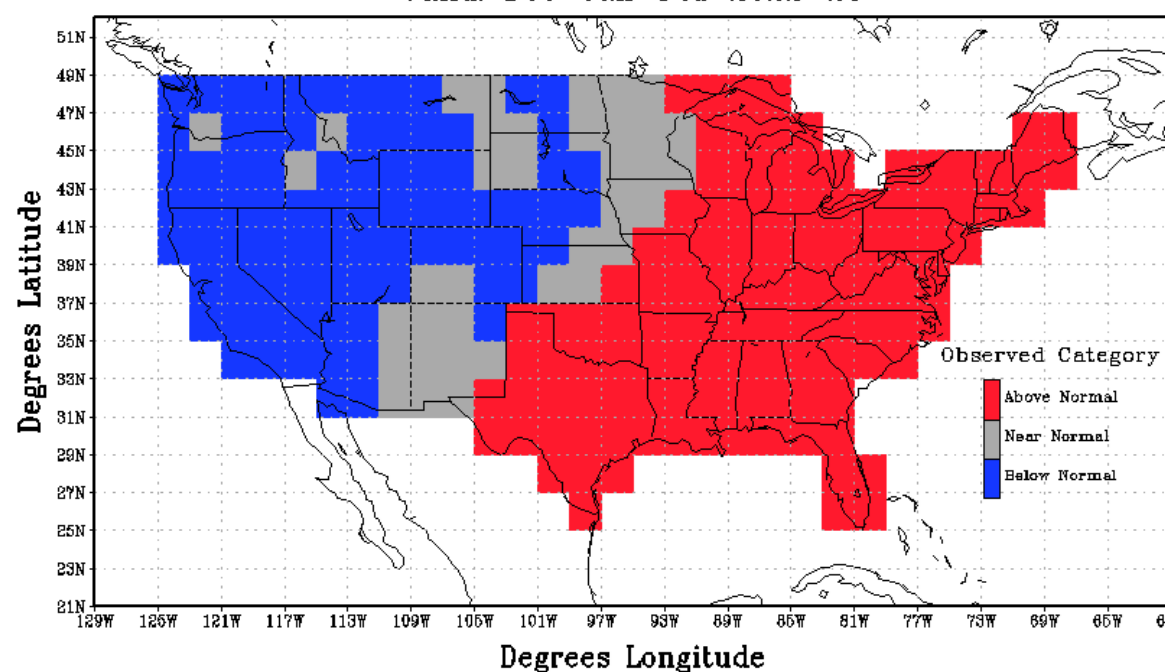 51N
49N
47N
45N
43N
41N
39N
37N
35N
33N
31N
29N
27N
25N
23N
21N
Degrees Latitude
Observed Category
Above Normal
Near Normal
Below Normal
129W 125W 121W 117W 113W 109W 105W 101W 97W 93W 89W 85W 81W 77W 73W 69W 65W
Degrees Longitude